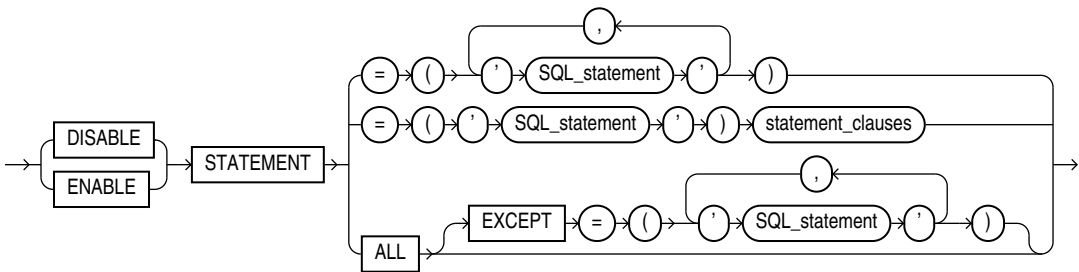 ,
= ( ' SQL_statement ' )
= ( ' SQL_statement ' ) statement_clauses
DISABLE
ENABLE
STATEMENT
,
EXCEPT = ( ' SQL_statement ' )
ALL